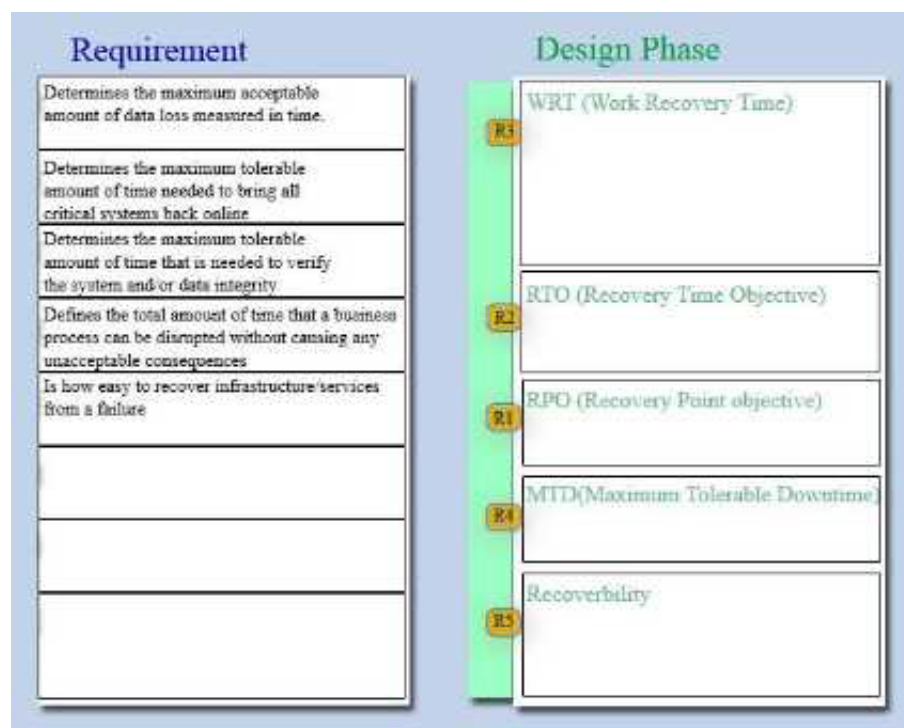 Requirement
Determines the maximum acceptable
amount of data loss measured in time.
Determines the maximum tolerable
amount of time needed to bring all
critical systems back online
Determines the maximum tolerable
amount of time that is needed to verify
the system and/or data integrity
Defines the total amount of time that a business
process can be disrupted without causing any
unacceptable consequences
Is how easy to recover infrastructure/services
from a failure
Design Phase
WRT (Work Recovery Time)
R3
RTO (Recovery Time Objective)
R2
RPO (Recovery Point objective)
R1
MTD(Maximum Tolerable Downtime)
R4
Recoverbility
R5